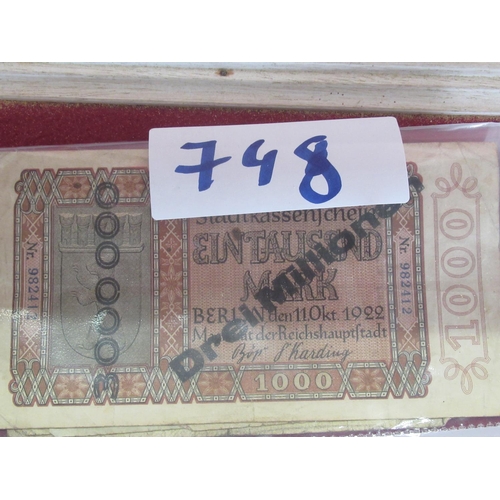 748
Stadtkassenschein
EIN TAUSEND
MARK
BERLIN den 11.Okt. 1922
Magistrat der Reichshauptstadt
1000
Drei Millionen
3000000
Nr. 982412
Nr. 982412
1000